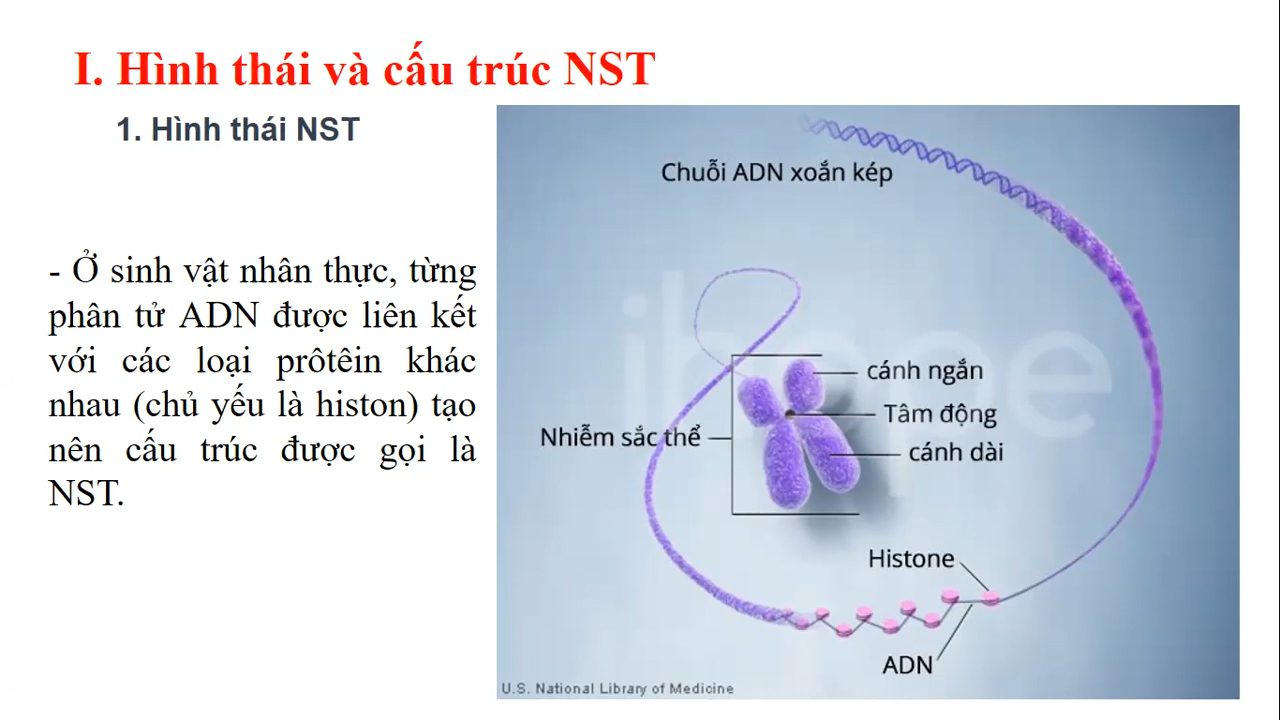 I. Hình thái và cấu trúc NST
1. Hình thái NST
- Ở sinh vật nhân thực, từng
phân tử ADN được liên kết
với các loại prôtêin khác
nhau (chủ yếu là histon) tạo
nên cấu trúc được gọi là
NST.
Chuỗi ADN xoắn kép
cánh ngắn
Tâm động
Nhiễm sắc thể
cánh dài
Histone
ADN
U.S. National Library of Medicine